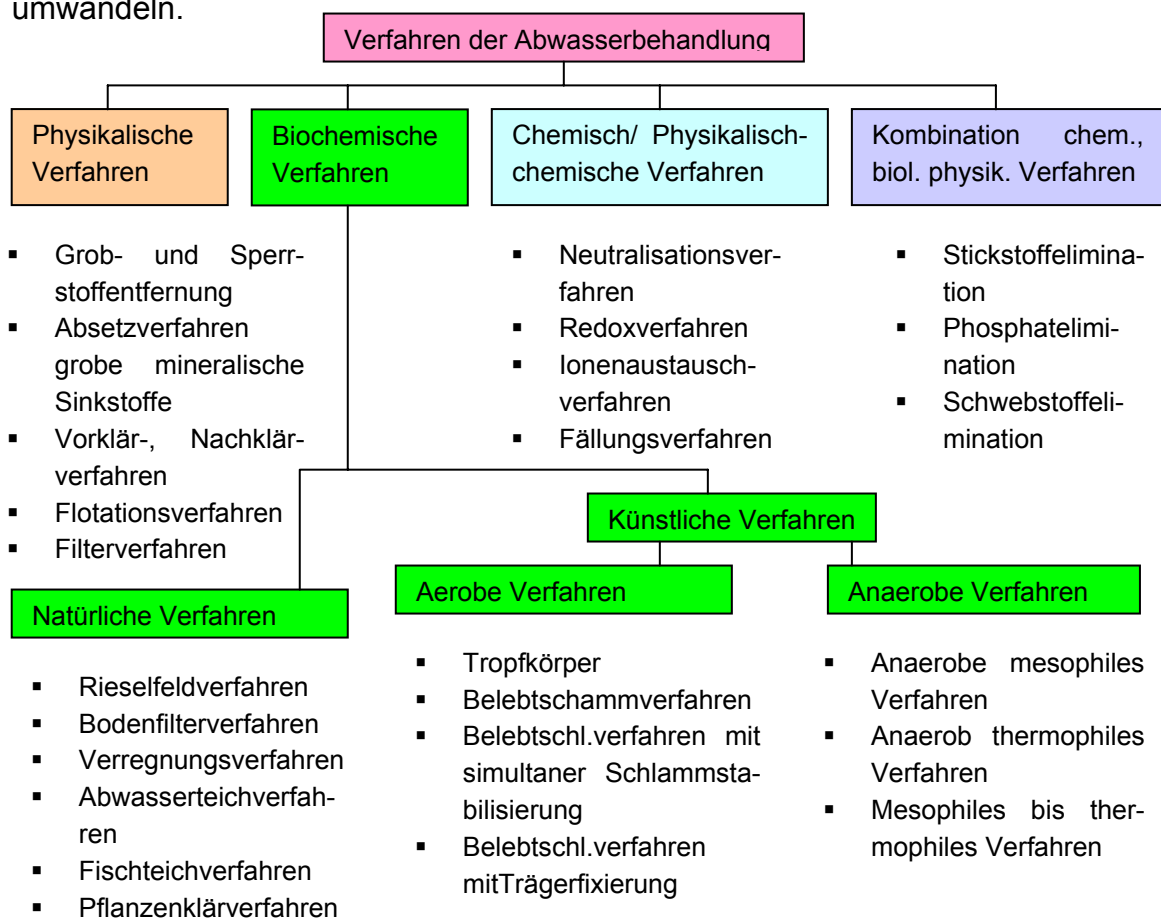 umwandeln.
Verfahren der Abwasserbehandlung
Physikalische
Verfahren
Biochemische
Verfahren
Chemisch/ Physikalisch-
chemische Verfahren
Kombination chem.,
biol. physik. Verfahren
▪ Grob- und Sperr-
stoffentfernung
▪ Absetzverfahren
grobe mineralische
Sinkstoffe
▪ Vorklär-, Nachklär-
verfahren
▪ Flotationsverfahren
▪ Filterverfahren
▪ Neutralisationsver-
fahren
▪ Redoxverfahren
▪ Ionenaustausch-
verfahren
▪ Fällungsverfahren
▪ Stickstoffelimina-
tion
▪ Phosphatelimi-
nation
▪ Schwebstoffeli-
mination
Künstliche Verfahren
Natürliche Verfahren
Aerobe Verfahren
Anaerobe Verfahren
▪ Rieselfeldverfahren
▪ Bodenfilterverfahren
▪ Verregnungsverfahren
▪ Abwasserteichverfah-
ren
▪ Fischteichverfahren
▪ Pflanzenklärverfahren
▪ Tropfkörper
▪ Belebtschammverfahren
▪ Belebtschl.verfahren mit
simultaner Schlammsta-
bilisierung
▪ Belebtschl.verfahren
mitTrägerfixierung
▪ Anaerobe mesophiles
Verfahren
▪ Anaerob thermophiles
Verfahren
▪ Mesophiles bis ther-
mophiles Verfahren